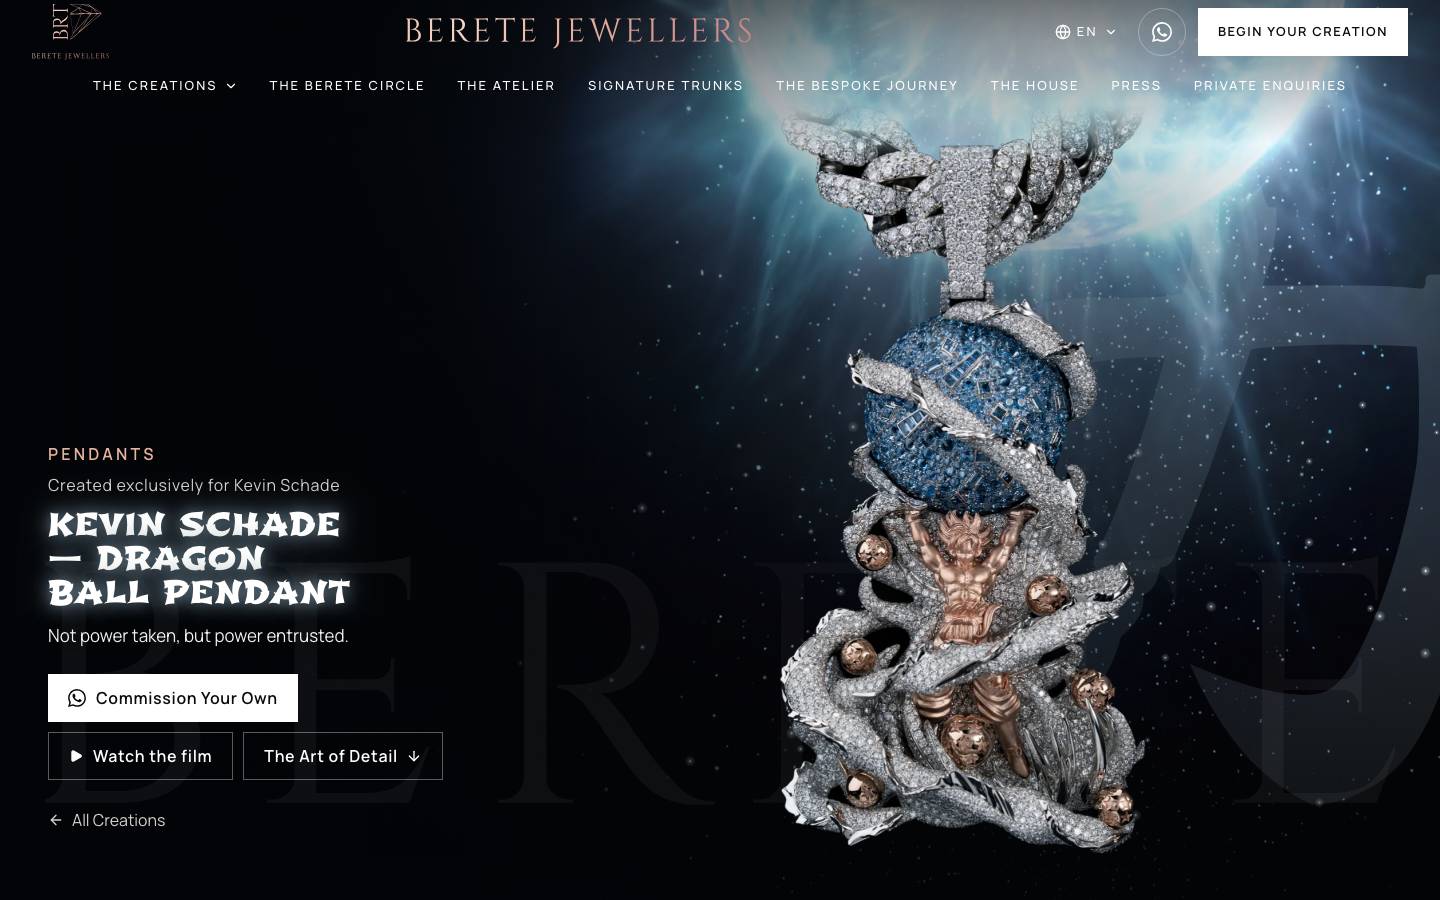 BRT
BERETE JEWELLERS
BERETE JEWELLERS
EN
BEGIN YOUR CREATION
THE CREATIONS
THE BERETE CIRCLE
THE ATELIER
SIGNATURE TRUNKS
THE BESPOKE JOURNEY
THE HOUSE
PRESS
PRIVATE ENQUIRIES
PENDANTS
Created exclusively for Kevin Schade
KEVIN SCHADE
— DRAGON
BALL PENDANT
Not power taken, but power entrusted.
Commission Your Own
Watch the film
The Art of Detail
All Creations
BERETE